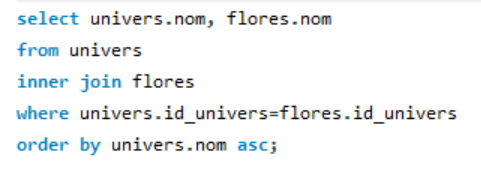 select univers.nom, flores.nom
from univers
inner join flores
where univers.id_univers=flores.id_univers
order by univers.nom asc;